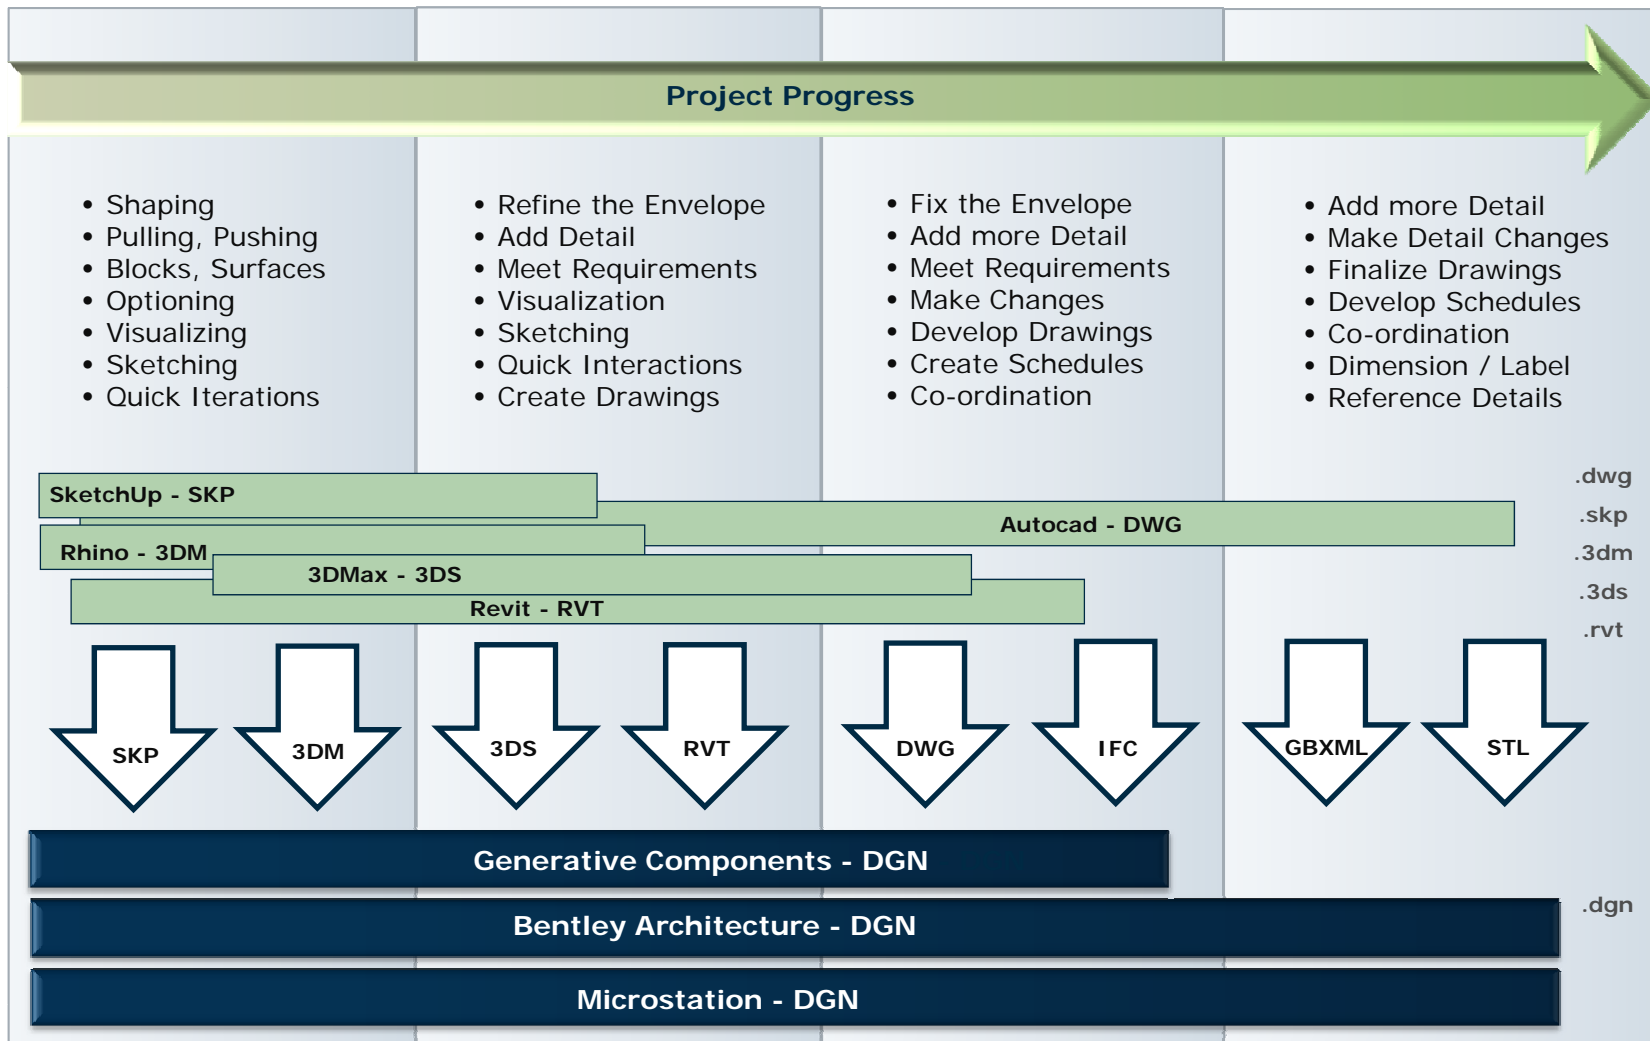 Project Progress
• Shaping
• Pulling, Pushing
• Blocks, Surfaces
• Optioning
• Visualizing
• Sketching
• Quick Iterations
• Refine the Envelope
• Add Detail
• Meet Requirements
• Visualization
• Sketching
• Quick Interactions
• Create Drawings
• Fix the Envelope
• Add more Detail
• Meet Requirements
• Make Changes
• Develop Drawings
• Create Schedules
• Co-ordination
• Add more Detail
• Make Detail Changes
• Finalize Drawings
• Develop Schedules
• Co-ordination
• Dimension / Label
• Reference Details
SketchUp - SKP
Autocad - DWG
Rhino - 3DM
3DMax - 3DS
Revit - RVT
.dwg
.skp
.3dm
.3ds
.rvt
SKP
3DM
3DS
RVT
DWG
IFC
GBXML
STL
Generative Components - DGN
Bentley Architecture - DGN
.dgn
Microstation - DGN